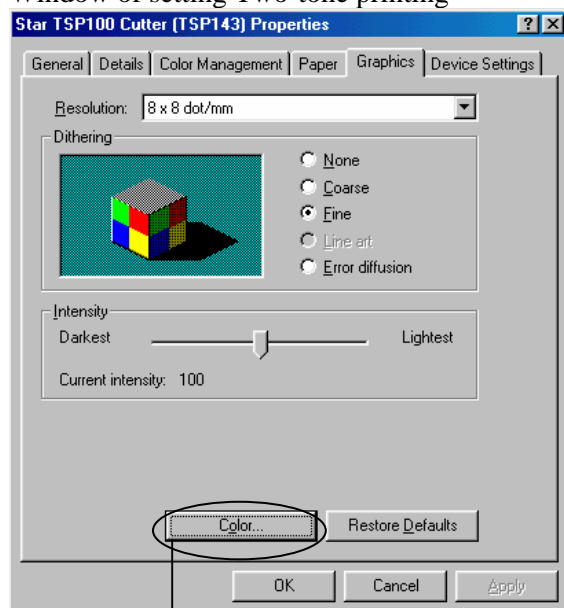 Window of setting Two-tone printing
Star TSP100 Cutter (TSP143) Properties
General Details Color Management Paper Graphics Device Settings
Resolution: 8 x 8 dot/mm
Dithering
None
Coarse
Fine
Line art
Error diffusion
Intensity
Darkest Lightest
Current intensity: 100
Color... Restore Defaults
OK Cancel Apply